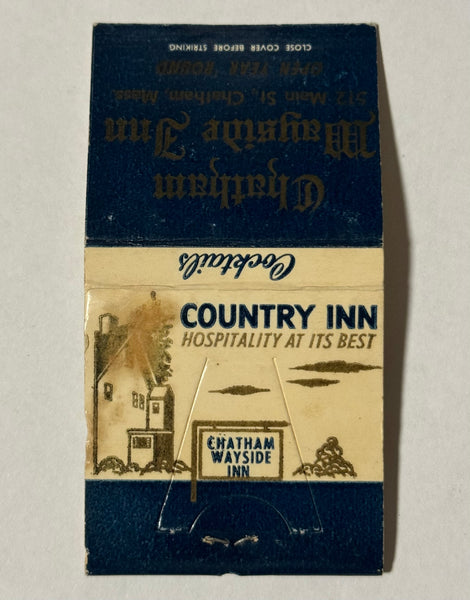 CLOSE COVER BEFORE STRIKING
OPEN YEAR 'ROUND
512 Main St., Chatham, Mass.
Wayside Inn
Chatham
Cocktails
COUNTRY INN
HOSPITALITY AT ITS BEST
CHATHAM
WAYSIDE
INN